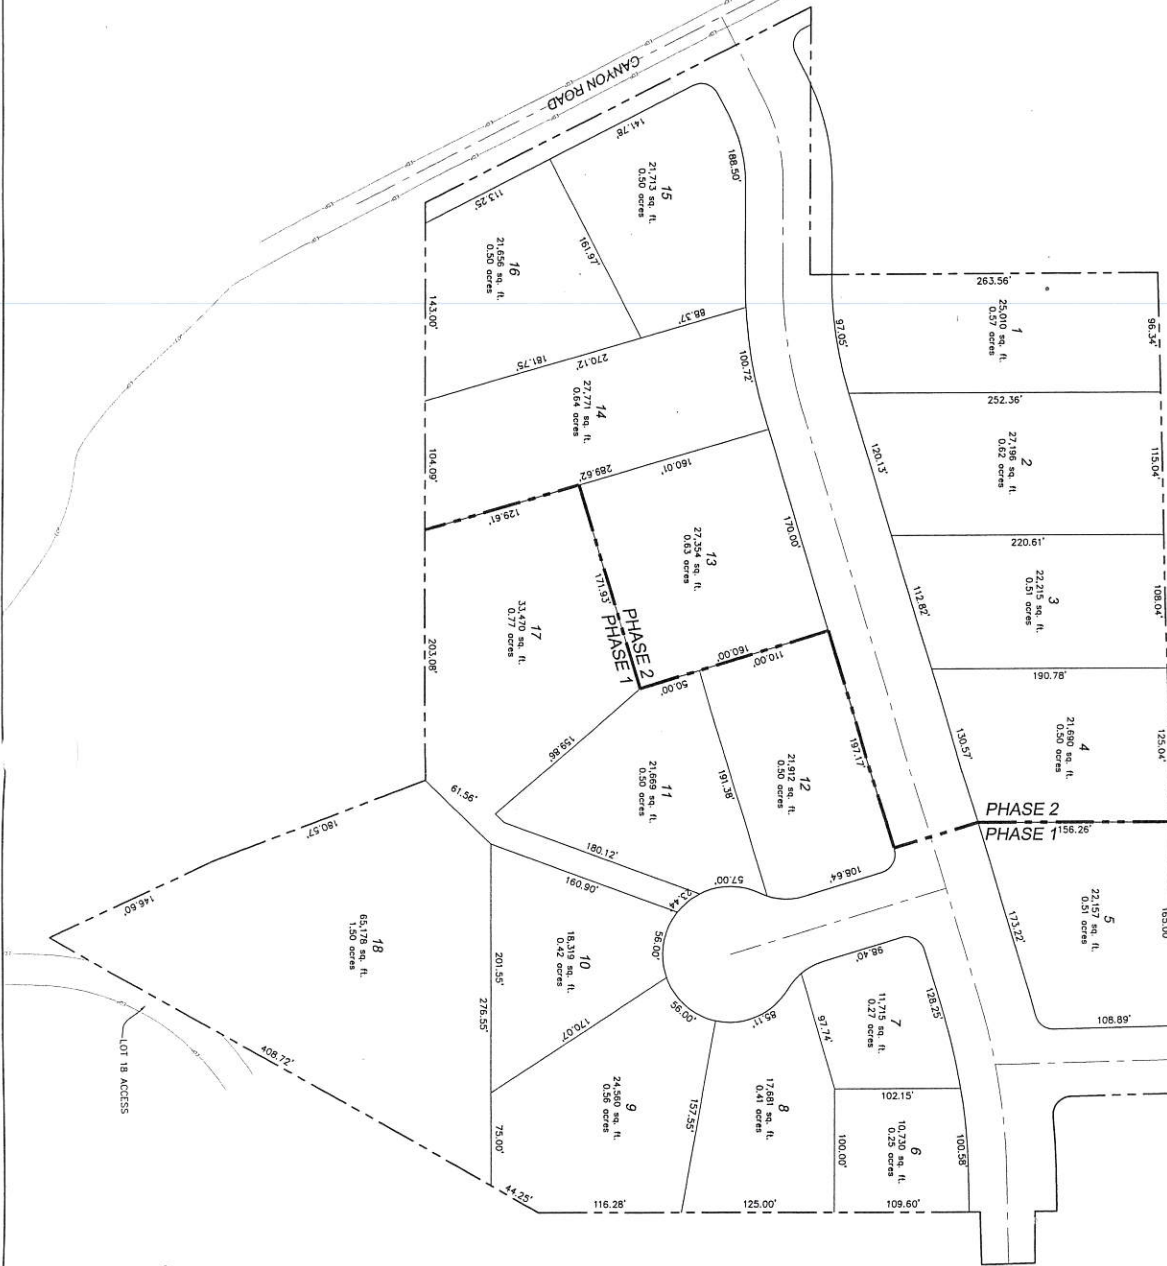 CANYON ROAD
141.78'
188.50'
15
21,713 sq. ft.
0.50 acres
113.25'
161.97'
16
21,656 sq. ft.
0.50 acres
143.00'
88.37'
270.12'
181.75'
100.72'
14
27,771 sq. ft.
0.64 acres
104.09'
289.62'
160.01'
129.61'
263.56'
1
25,010 sq. ft.
0.57 acres
96.34'
97.05'
252.36'
2
27,196 sq. ft.
0.62 acres
115.04'
120.13'
220.61'
3
22,215 sq. ft.
0.51 acres
108.04'
112.82'
190.78'
4
21,690 sq. ft.
0.50 acres
125.04'
130.57'
PHASE 2
PHASE 1
156.26'
5
22,157 sq. ft.
0.51 acres
165.00'
173.22'
108.89'
13
27,354 sq. ft.
0.63 acres
170.00'
171.93'
PHASE 2
PHASE 1
160.00'
110.00'
50.00'
17
33,470 sq. ft.
0.77 acres
203.08'
197.17'
12
21,912 sq. ft.
0.50 acres
191.38'
108.64'
11
21,669 sq. ft.
0.50 acres
159.86'
180.12'
57.00'
23.44'
61.56'
160.90'
10
18,319 sq. ft.
0.42 acres
56.00'
201.55'
276.55'
170.07'
56.00'
85.11'
98.40'
128.25'
7
11,715 sq. ft.
0.27 acres
97.74'
102.15'
6
10,730 sq. ft.
0.25 acres
100.58'
100.00'
109.60'
8
17,681 sq. ft.
0.41 acres
157.55'
125.00'
9
24,560 sq. ft.
0.56 acres
75.00'
116.28'
44.25'
18
65,178 sq. ft.
1.50 acres
180.57'
146.60'
408.72'
LOT 18 ACCESS